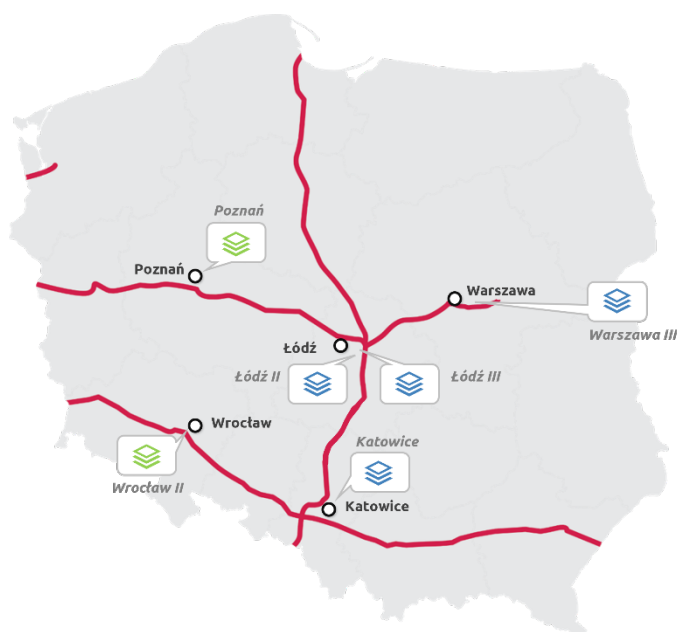 Poznań
Poznań
Warszawa
Warszawa III
Łódź
Łódź II
Łódź III
Wrocław
Katowice
Wrocław II
Katowice